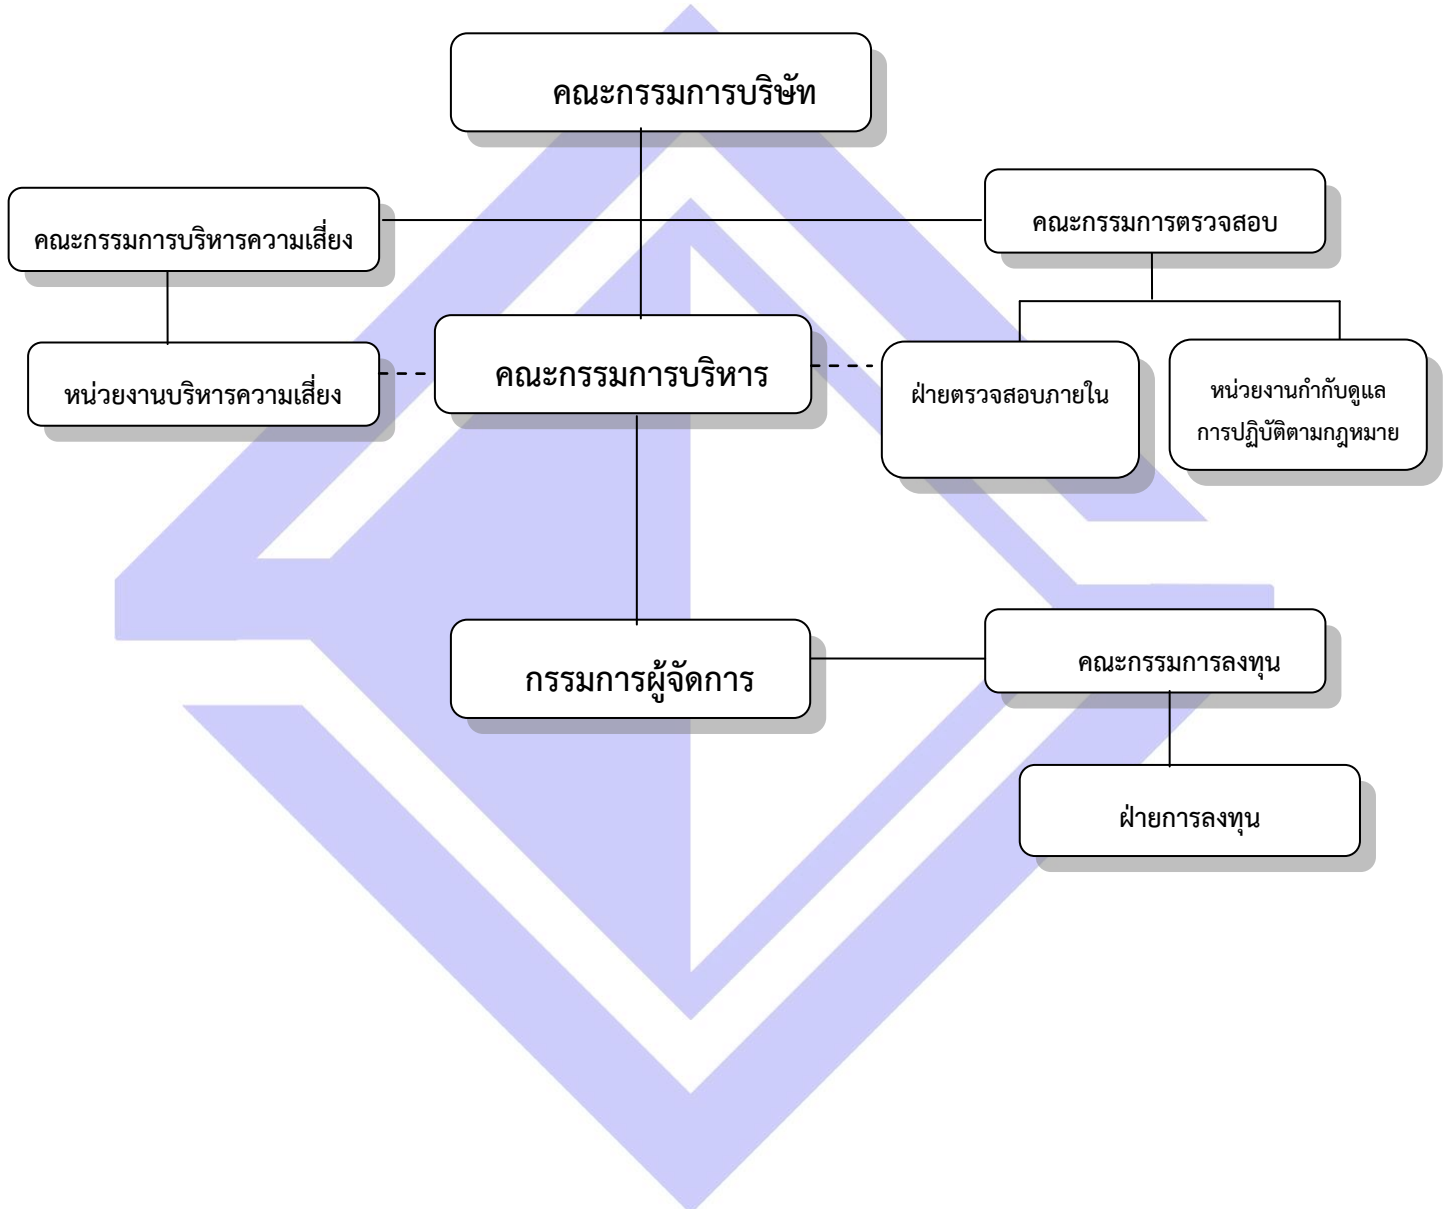 คณะกรรมการบริษัท
คณะกรรมการบริหารความเสี่ยง
คณะกรรมการตรวจสอบ
หน่วยงานบริหารความเสี่ยง
คณะกรรมการบริหาร
ฝ่ายตรวจสอบภายใน
หน่วยงานกำกับดูแล
การปฏิบัติตามกฎหมาย
กรรมการผู้จัดการ
คณะกรรมการลงทุน
ฝ่ายการลงทุน